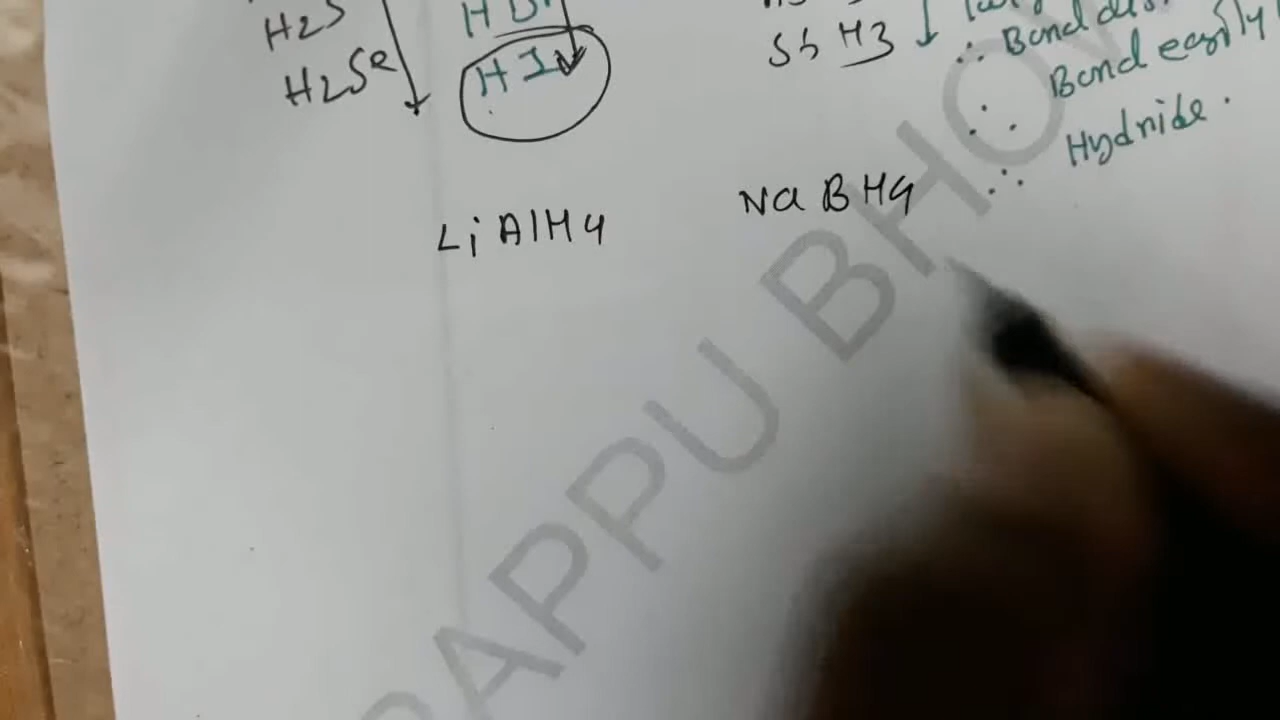 H2S
H2Se
HBr
HI
SbH3
∴ Bond
Bond easily
∴ Hydride.
LiAlH4
NaBH4
PAPPU BHO